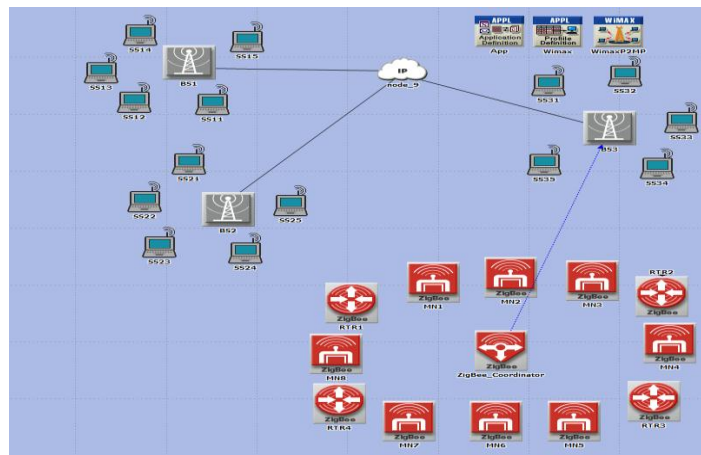 SS14
SS15
SS13
BS1
SS12
SS11
SS21
SS22
BS2
SS25
SS23
SS24
IP
node_9
APPL
Application
Definition
App
APPL
Profile
Definition
Wimax
WiMAX
WimaxP2MP
SS31
SS32
SS33
BS3
SS35
SS34
ZigBee
MN1
ZigBee
MN2
ZigBee
MN3
RTR2
ZigBee
ZigBee
RTR1
ZigBee
MN8
ZigBee
ZigBee_Coordinator
ZigBee
MN4
ZigBee
RTR4
ZigBee
MN7
ZigBee
MN6
ZigBee
MN5
ZigBee
RTR3